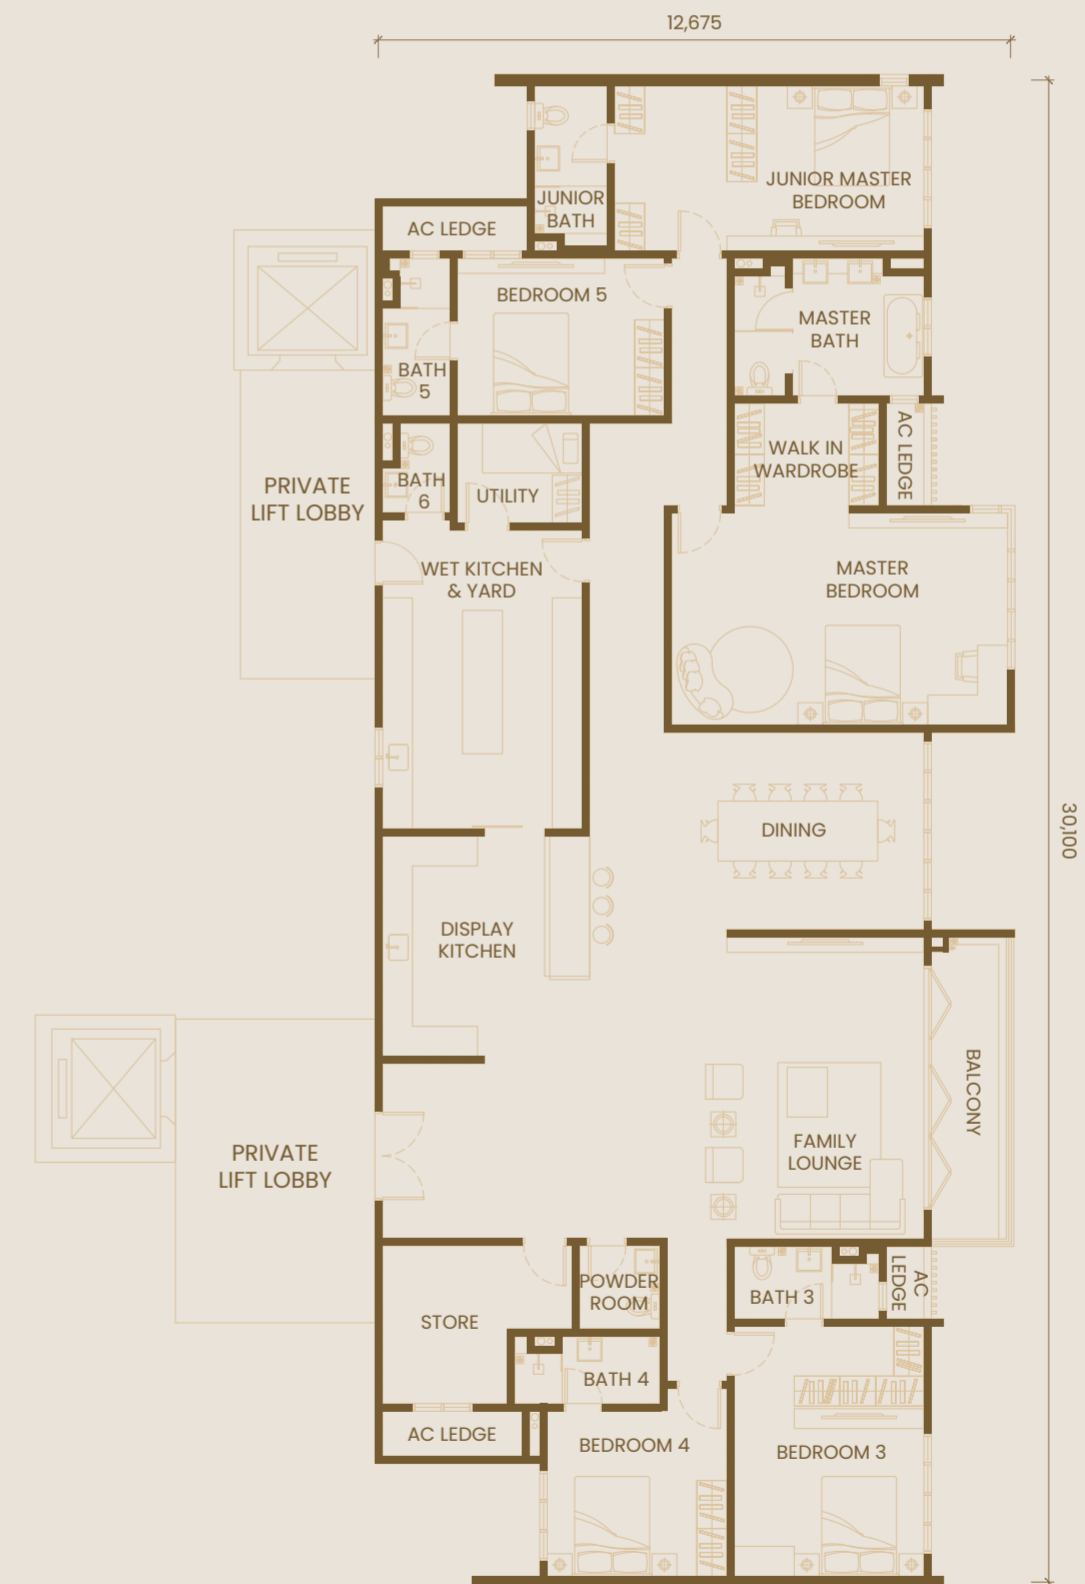 12,675
JUNIOR MASTER
BEDROOM
JUNIOR
BATH
AC LEDGE
BEDROOM 5
MASTER
BATH
BATH
5
AC LEDGE
WALK IN
WARDROBE
BATH
6
UTILITY
PRIVATE
LIFT LOBBY
WET KITCHEN
& YARD
MASTER
BEDROOM
DINING
30,100
DISPLAY
KITCHEN
BALCONY
FAMILY
LOUNGE
PRIVATE
LIFT LOBBY
POWDER
ROOM
BATH 3
AC
LEDGE
STORE
BATH 4
AC LEDGE
BEDROOM 4
BEDROOM 3